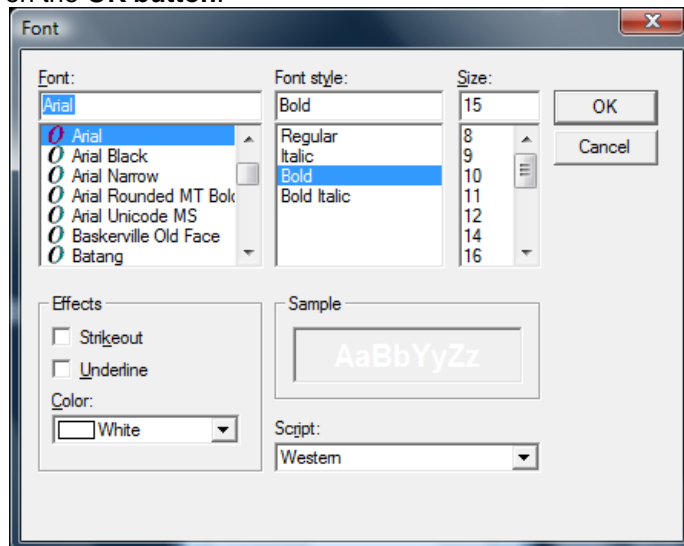 on the OK button.
Font
Font:
Font style:
Size:
Arial
Bold
15
OK
Cancel
Arial
Arial Black
Arial Narrow
Arial Rounded MT Bolc
Arial Unicode MS
Baskerville Old Face
Batang
Regular
Italic
Bold
Bold Italic
8
9
10
11
12
14
16
Effects
Strikeout
Underline
Color:
White
Sample
AaBbYyZz
Script:
Western